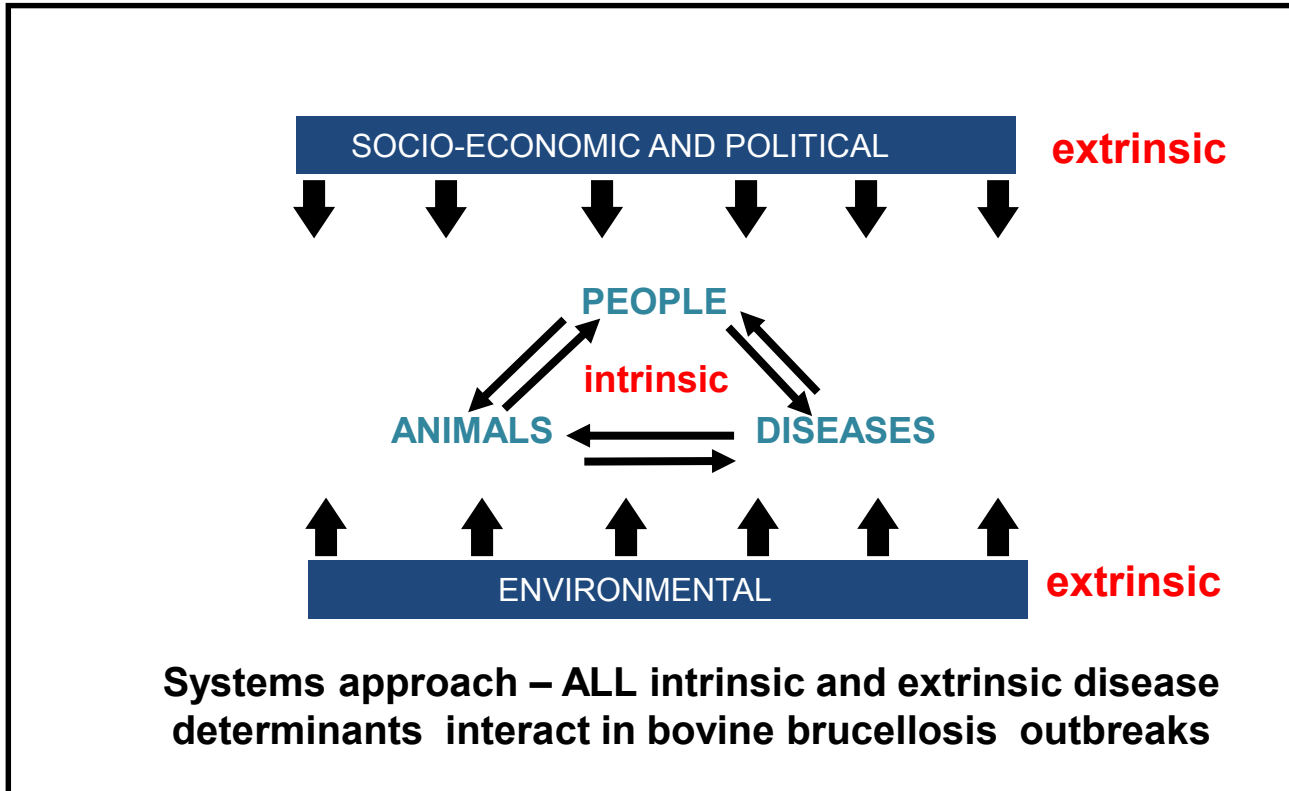 SOCIO-ECONOMIC AND POLITICAL
extrinsic
PEOPLE
intrinsic
ANIMALS
DISEASES
ENVIRONMENTAL
extrinsic
Systems approach – ALL intrinsic and extrinsic disease
determinants interact in bovine brucellosis outbreaks